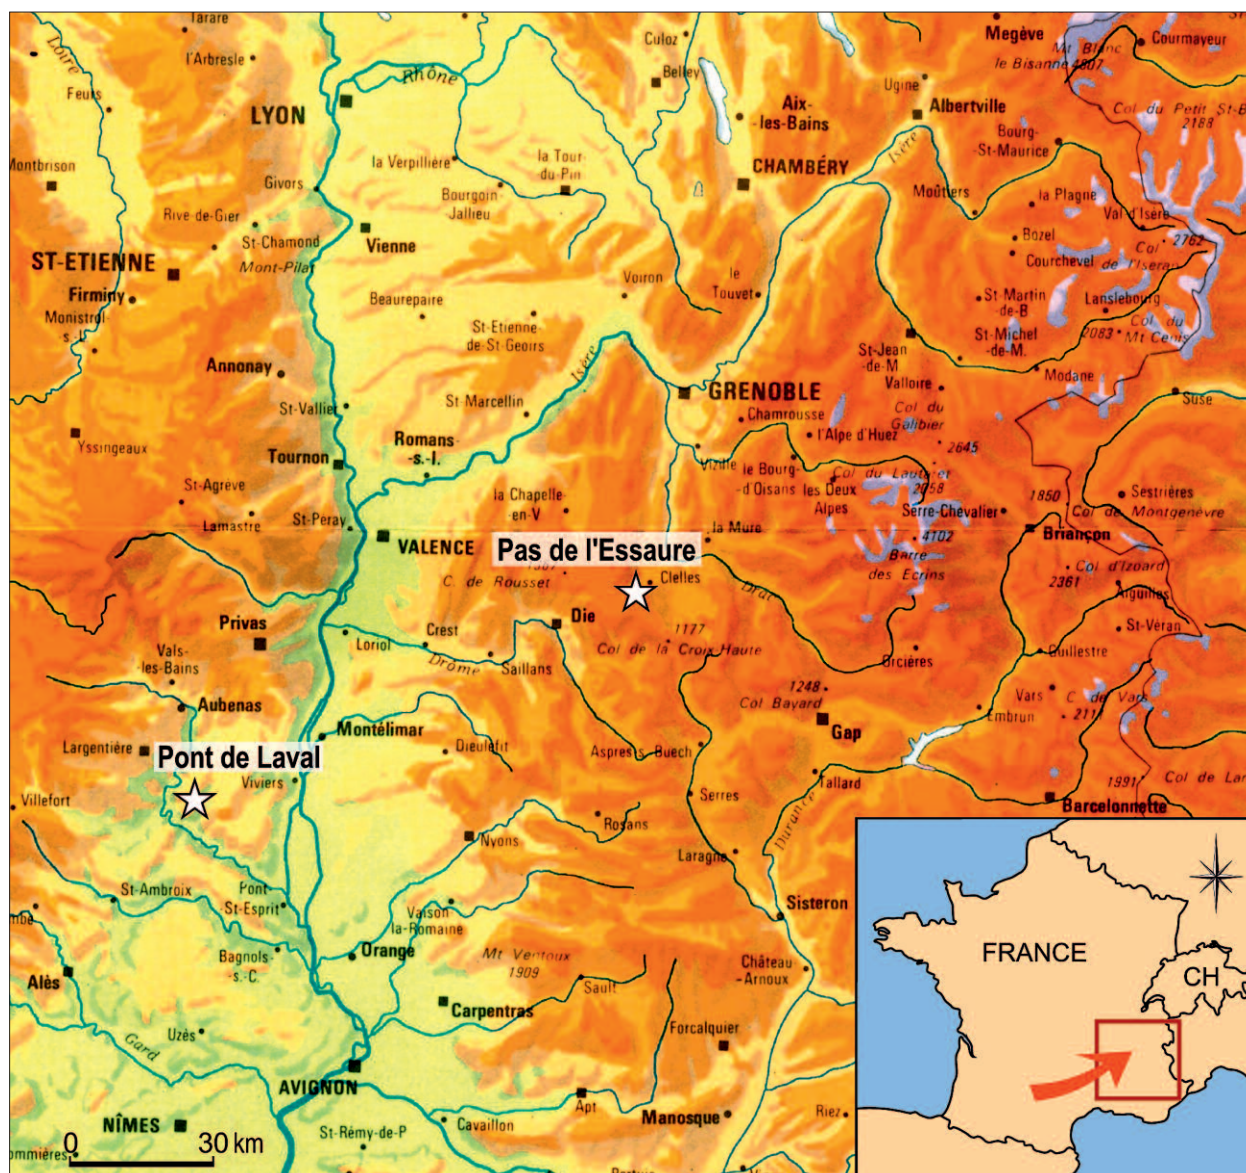 Tarare
Culoz
Megève
Mt Blanc
Courmayeur
Loire
l'Arbresle
le Bisanne
4807
Rhône
Belley
Ugine
Feurs
LYON
Aix-
-les-Bains
Albertville
Col du Petit St-B
2188
Bourg-
-St-Maurice
Montbrison
la Verpillière
la Tour-
du-Pin
CHAMBÉRY
Isère
Givors
Bourgoin-
Jallieu
Moûtiers
la Plagne
Val d'Isère
Rive-de-Gier
St-Chamond
Vienne
Bozel
Col
2762
de l'Iseran
ST-ETIENNE
Mont-Pilat
Courchevel
Firminy
Voiron
le
Touvet
Beaurepaire
St-Martin
-de-B
Lanslebourg
Monistrol-
-s-L
St-Etienne
de-St-Geoirs
St-Michel
-de-M.
2083
Col du
Mt Cenis
St-Jean
-de-M
Annonay
Isère
Modane
Valloire
GRENOBLE
Suse
St-Vallier
St-Marcellin
Chamrousse
Col du
Galibier
Yssingeaux
Romans-
-s.-I.
l'Alpe d'Huez
2645
Tournon
Vizille
le Bourg-
-d'Oisans
Col du Lautaret
2058
les Deux
Alpes
St-Agrève
la Chapelle-
-en-V
1850
Sestrières
Lamastre
St-Peray
Serre-Chevalier
Col de Montgenèvre
la Mure
VALENCE
Pas de l'Essaure
4102
Barre
des Ecrins
Briançon
C. de Rousset
Clelles
Col d'Izoard
2361
Aiguilles
Drac
Privas
Die
Loriol
Crest
1177
Col de la Croix Haute
St-Véran
Vals-
-les-Bains
Drôme
Saillans
Orcières
Guillestre
Aubenas
1248
Col Bayard
Vars
C. de Vars
2111
Montélimar
Gap
Embrun
Largentière
Dieulefit
Aspres-s-Buech
Pont de Laval
Viviers
Tallard
1991
Col de Lar
Villefort
Serres
Barcelonnette
Rosans
Durance
Nyons
Laragne
St-Ambroix
Pont
St-Esprit
Vaison
la-Romaine
Sisteron
Bagnols-
-s.-C
Orange
Mt Ventoux
1909
Château
-Arnoux
Alès
Sault
Carpentras
Uzès
Forcalquier
Gard
AVIGNON
Apt
Manosque
Riez
NÎMES
Cavaillon
St-Rémy-de-P
ommières
0
30 km
FRANCE
CH